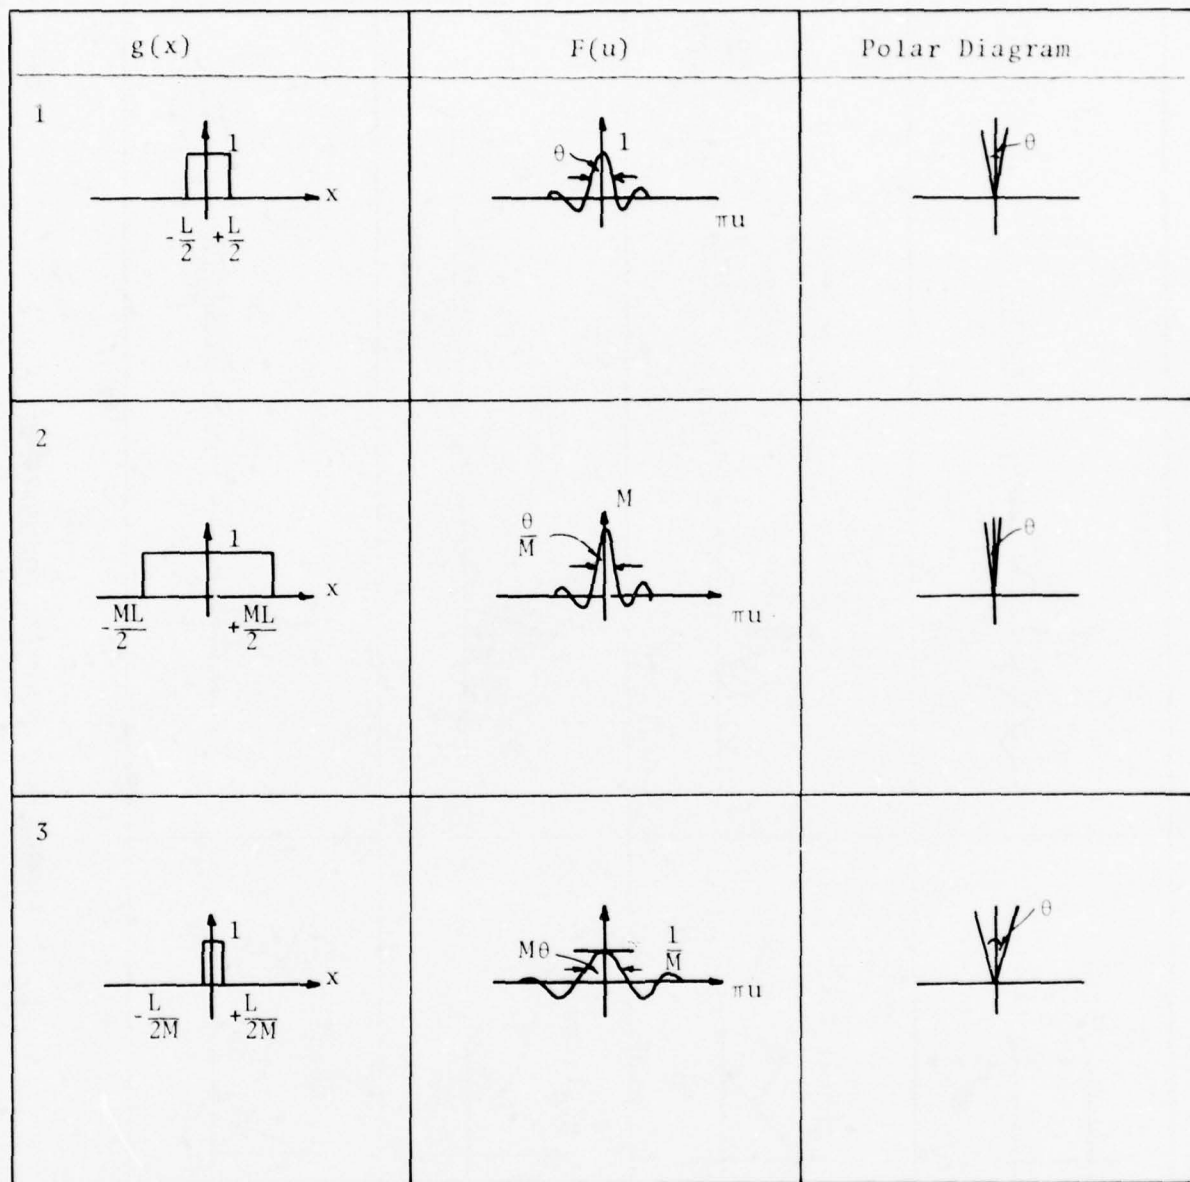 g(x) F(u) Polar Diagram
1
1
x
-L/2 +L/2
θ
1
πu
θ
2
1
x
-ML/2 +ML/2
θ/M
M
πu
θ
3
1
x
-L/2M +L/2M
Mθ
1/M
πu
θ